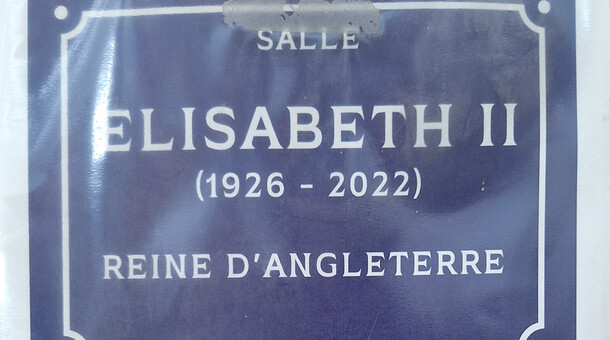 SALLE
ELISABETH II
(1926 - 2022)
REINE D'ANGLETERRE